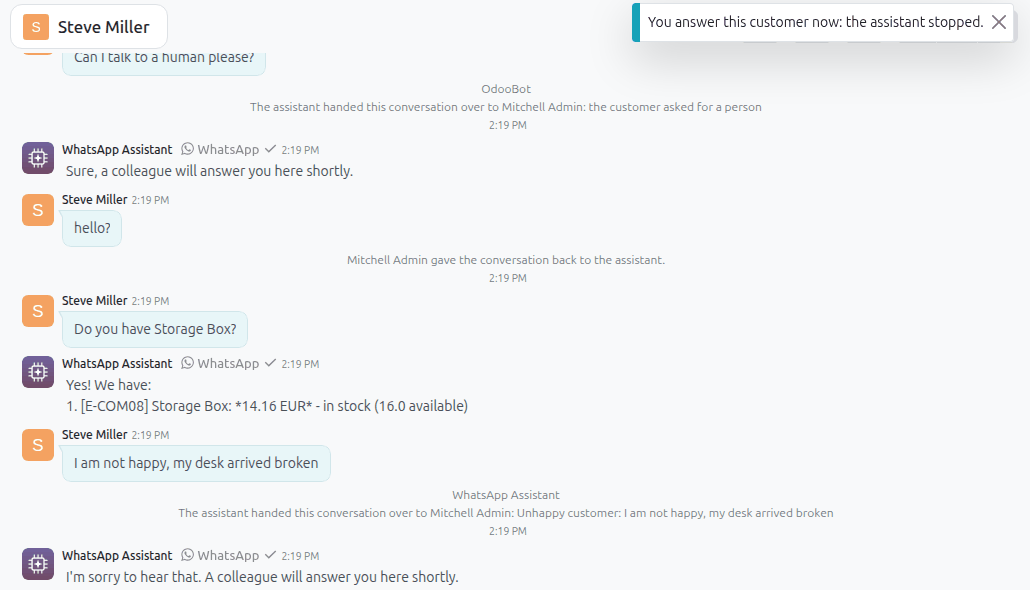 S Steve Miller
You answer this customer now: the assistant stopped.
Can I talk to a human please?
OdooBot
The assistant handed this conversation over to Mitchell Admin: the customer asked for a person
2:19 PM
WhatsApp Assistant WhatsApp 2:19 PM
Sure, a colleague will answer you here shortly.
Steve Miller 2:19 PM
S
hello?
Mitchell Admin gave the conversation back to the assistant.
2:19 PM
Steve Miller 2:19 PM
S
Do you have Storage Box?
WhatsApp Assistant WhatsApp 2:19 PM
Yes! We have:
1. [E-COM08] Storage Box: *14.16 EUR* - in stock (16.0 available)
Steve Miller 2:19 PM
S
I am not happy, my desk arrived broken
WhatsApp Assistant
The assistant handed this conversation over to Mitchell Admin: Unhappy customer: I am not happy, my desk arrived broken
2:19 PM
WhatsApp Assistant WhatsApp 2:19 PM
I'm sorry to hear that. A colleague will answer you here shortly.